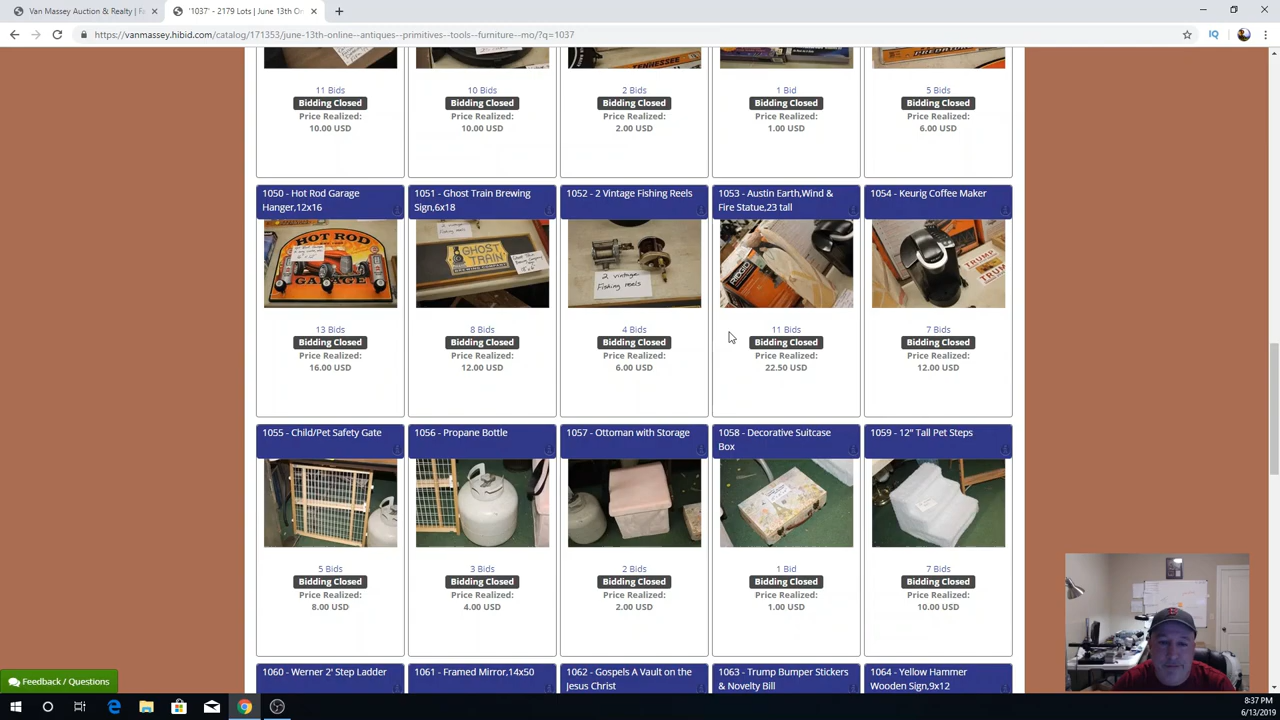 Van Massey Auction & Realty | Fa
'1037' - 2179 Lots | June 13th On
https://vanmassey.hibid.com/catalog/171353/june-13th-online--antiques--primitives--tools--furniture--mo/?q=1037
TENNESSEE
11 Bids
Bidding Closed
Price Realized:
10.00 USD
10 Bids
Bidding Closed
Price Realized:
10.00 USD
2 Bids
Bidding Closed
Price Realized:
2.00 USD
1 Bid
Bidding Closed
Price Realized:
1.00 USD
5 Bids
Bidding Closed
Price Realized:
6.00 USD
1050 - Hot Rod Garage
Hanger,12x16
HOT ROD
GARAGE
13 Bids
Bidding Closed
Price Realized:
16.00 USD
1051 - Ghost Train Brewing
Sign,6x18
GHOST
TRAIN
8 Bids
Bidding Closed
Price Realized:
12.00 USD
1052 - 2 Vintage Fishing Reels
2 vintage
Fishing reels
4 Bids
Bidding Closed
Price Realized:
6.00 USD
1053 - Austin Earth,Wind &
Fire Statue,23 tall
RIDGID
11 Bids
Bidding Closed
Price Realized:
22.50 USD
1054 - Keurig Coffee Maker
TRUMP
TRUM
7 Bids
Bidding Closed
Price Realized:
12.00 USD
1055 - Child/Pet Safety Gate
5 Bids
Bidding Closed
Price Realized:
8.00 USD
1056 - Propane Bottle
3 Bids
Bidding Closed
Price Realized:
4.00 USD
1057 - Ottoman with Storage
2 Bids
Bidding Closed
Price Realized:
2.00 USD
1058 - Decorative Suitcase
Box
1 Bid
Bidding Closed
Price Realized:
1.00 USD
1059 - 12" Tall Pet Steps
7 Bids
Bidding Closed
Price Realized:
10.00 USD
1060 - Werner 2' Step Ladder
1061 - Framed Mirror,14x50
1062 - Gospels A Vault on the
Jesus Christ
1063 - Trump Bumper Stickers
& Novelty Bill
1064 - Yellow Hammer
Wooden Sign,9x12
Feedback / Questions
8:37 PM
6/13/2019